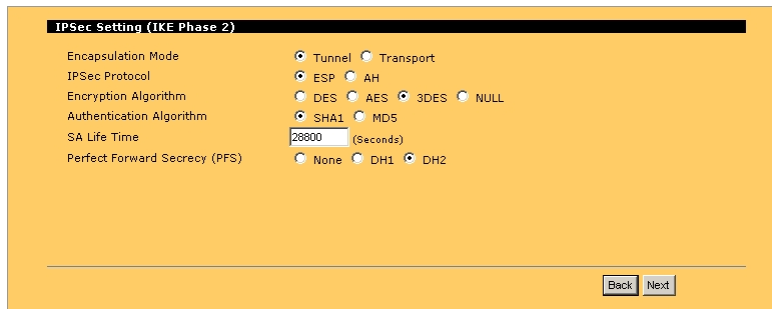 IPSec Setting (IKE Phase 2)
Encapsulation Mode Tunnel Transport
IPSec Protocol ESP AH
Encryption Algorithm DES AES 3DES NULL
Authentication Algorithm SHA1 MD5
SA Life Time 28800 (Seconds)
Perfect Forward Secrecy (PFS) None DH1 DH2
Back Next